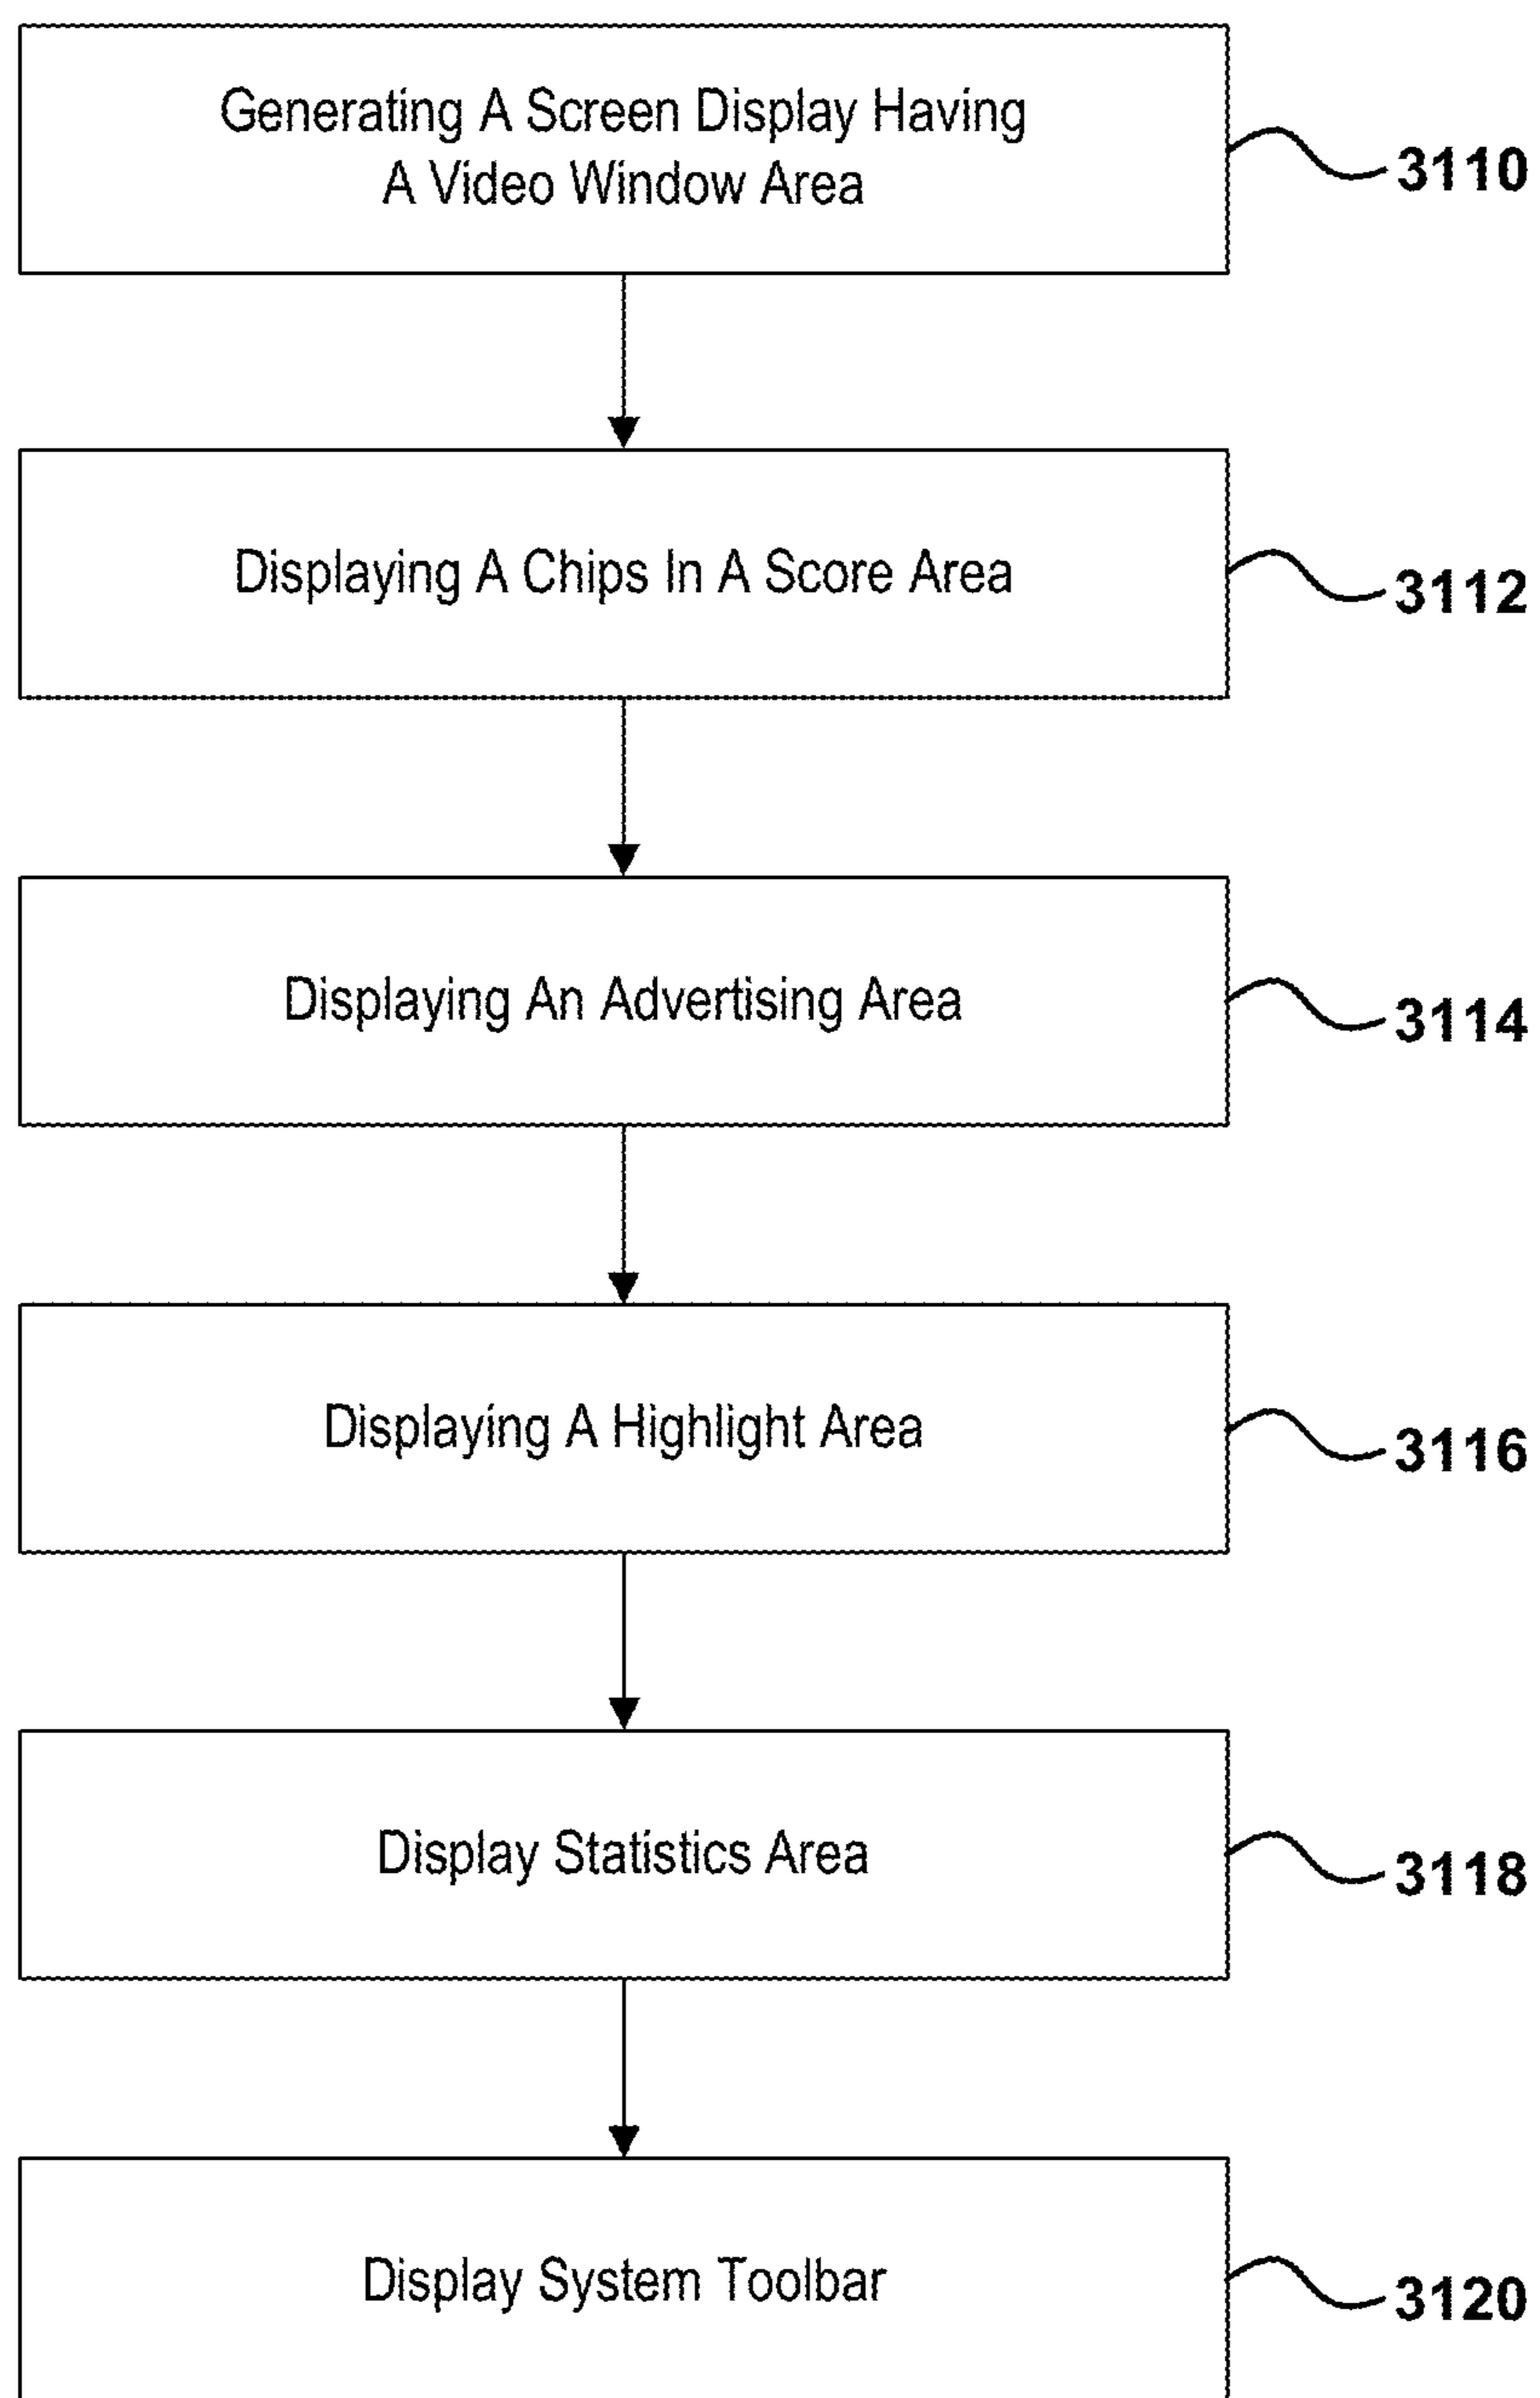 Generating A Screen Display Having
A Video Window Area
3110
Displaying A Chips In A Score Area
3112
Displaying An Advertising Area
3114
Displaying A Highlight Area
3116
Display Statistics Area
3118
Display System Toolbar
3120